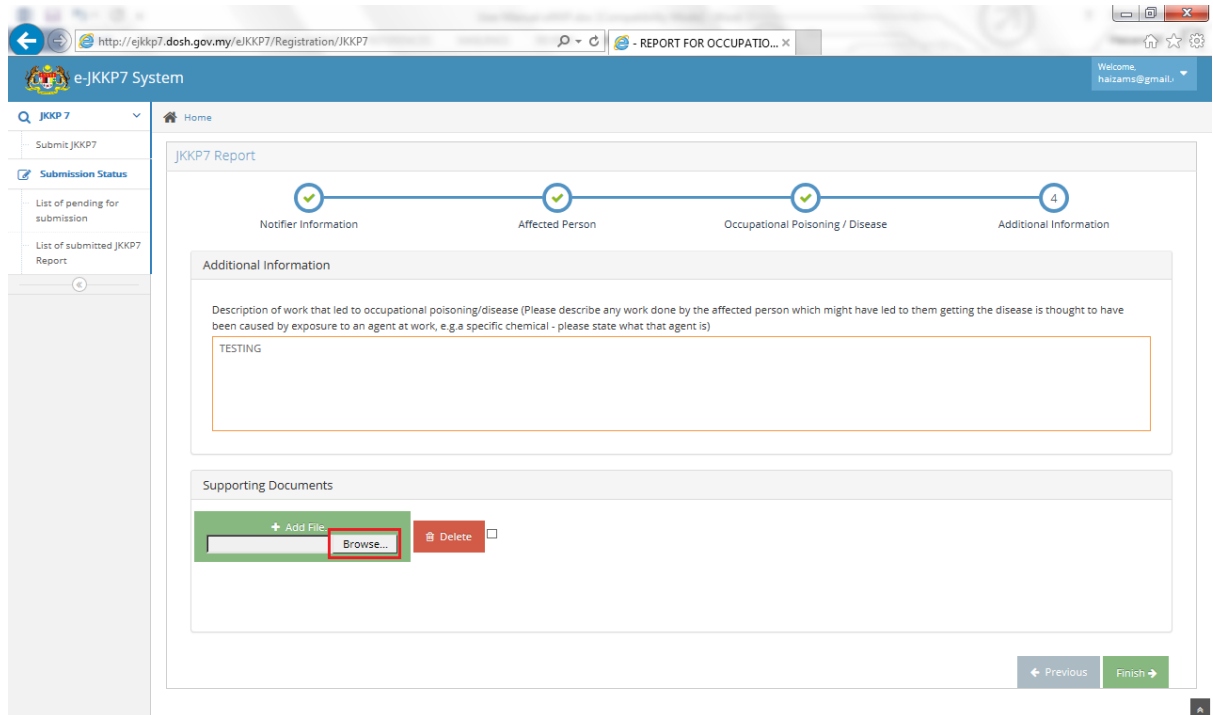 http://ejkkp7.dosh.gov.my/eJKKP7/Registration/JKKP7
- REPORT FOR OCCUPATIO...
e-JKKP7 System
Welcome,
haizams@gmail.
JKKP 7
Home
Submit JKKP7
JKKP7 Report
Submission Status
List of pending for
submission
List of submitted JKKP7
Report
4
Notifier Information
Affected Person
Occupational Poisoning / Disease
Additional Information
Additional Information
Description of work that led to occupational poisoning/disease (Please describe any work done by the affected person which might have led to them getting the disease is thought to have
been caused by exposure to an agent at work, e.g.a specific chemical - please state what that agent is)
TESTING
Supporting Documents
+ Add File.
Browse...
Delete
Previous
Finish